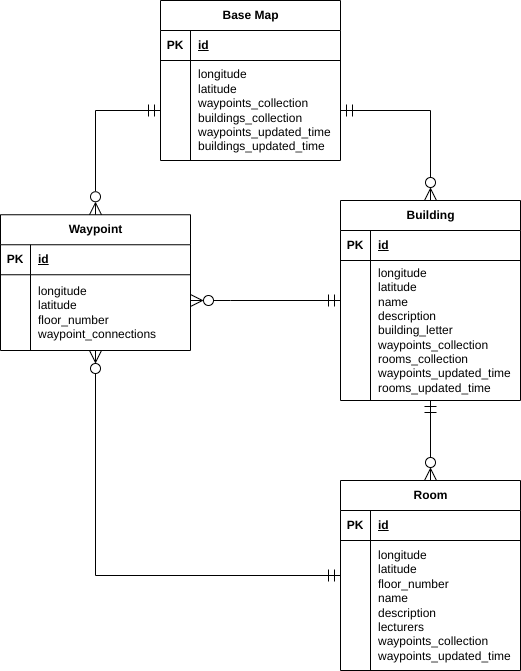 Base Map
PK id
longitude
latitude
waypoints_collection
buildings_collection
waypoints_updated_time
buildings_updated_time
Waypoint
PK id
longitude
latitude
floor_number
waypoint_connections
Building
PK id
longitude
latitude
name
description
building_letter
waypoints_collection
rooms_collection
waypoints_updated_time
rooms_updated_time
Room
PK id
longitude
latitude
floor_number
name
description
lecturers
waypoints_collection
waypoints_updated_time